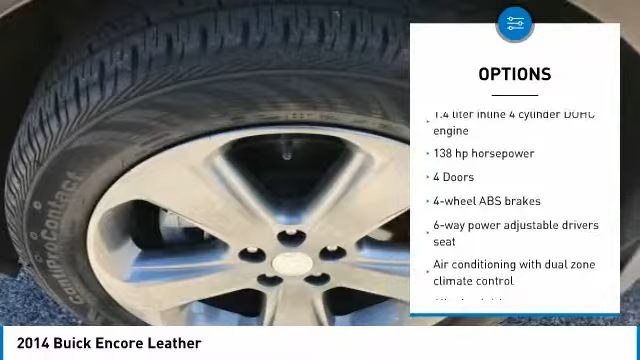 OPTIONS
1.4 liter inline 4 cylinder DOHC
engine
138 hp horsepower
4 Doors
4-wheel ABS brakes
6-way power adjustable drivers
seat
Air conditioning with dual zone
climate control
ContiProContact
2014 Buick Encore Leather